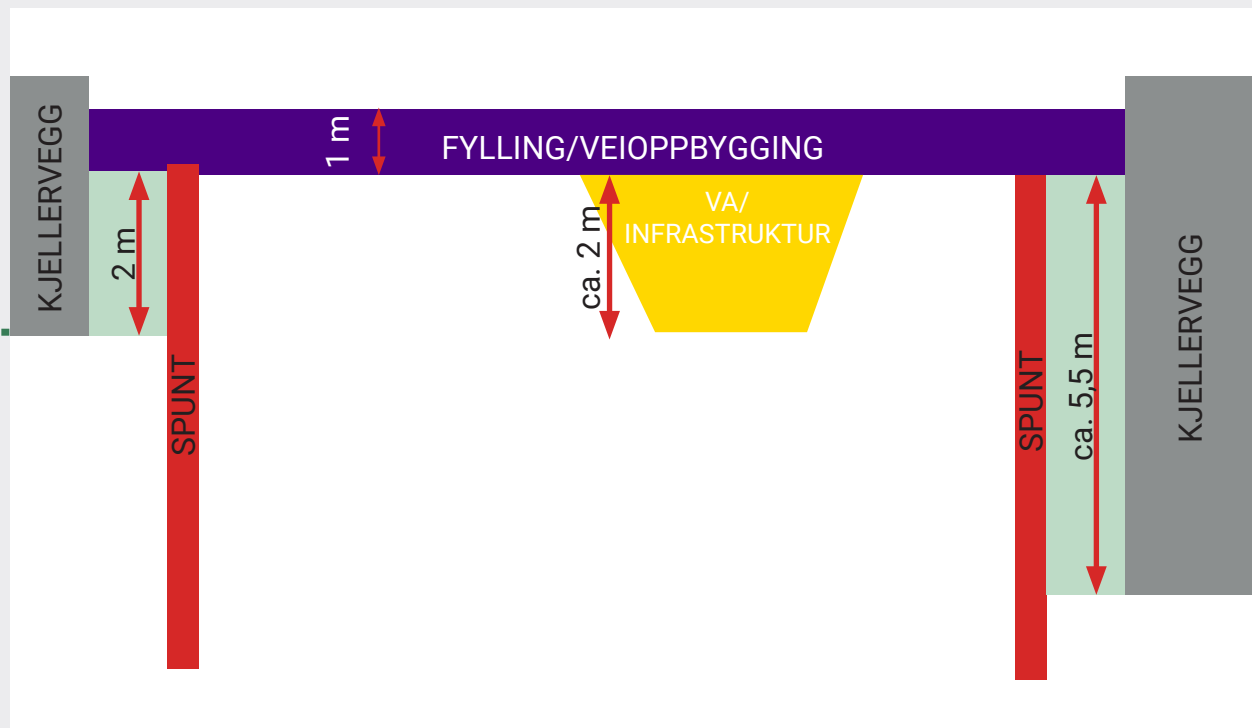 KJELLERVEGG
1 m
FYLLING/VEIOPPBYGGING
2 m
ca. 2 m
VA/
INFRASTRUKTUR
SPUNT
SPUNT
ca. 5,5 m
KJELLERVEGG